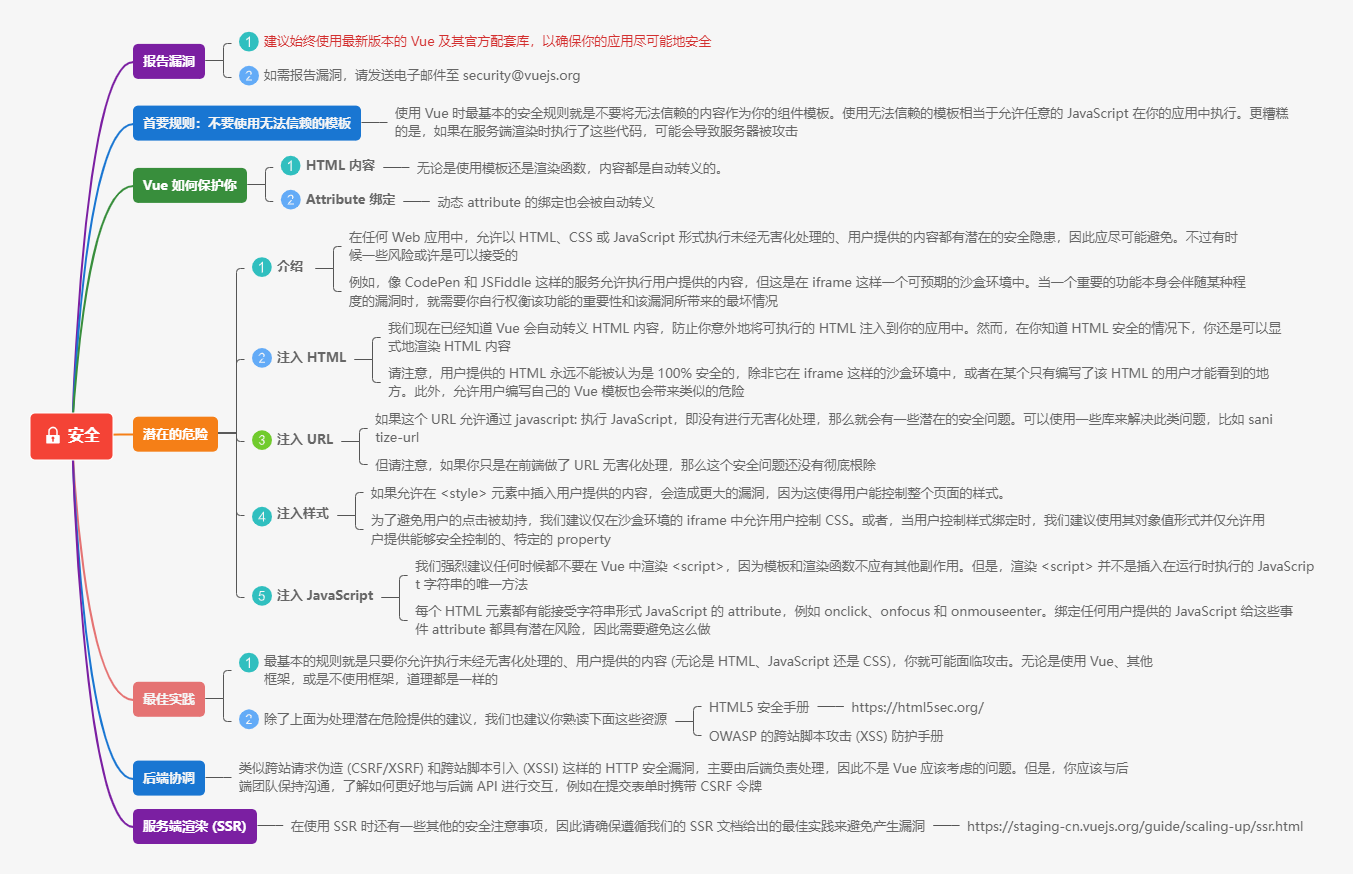 安全
报告漏洞
1
建议始终使用最新版本的 Vue 及其官方配套库，以确保你的应用尽可能地安全
2
如需报告漏洞，请发送电子邮件至 security@vuejs.org
首要规则：不要使用无法信赖的模板
使用 Vue 时最基本的安全规则就是不要将无法信赖的内容作为你的组件模板。使用无法信赖的模板相当于允许任意的 JavaScript 在你的应用中执行。更糟糕
的是，如果在服务端渲染时执行了这些代码，可能会导致服务器被攻击
Vue 如何保护你
1
HTML 内容
无论是使用模板还是渲染函数，内容都是自动转义的。
2
Attribute 绑定
动态 attribute 的绑定也会被自动转义
潜在的危险
1
介绍
在任何 Web 应用中，允许以 HTML、CSS 或 JavaScript 形式执行未经无害化处理的、用户提供的内容都有潜在的安全隐患，因此应尽可能避免。不过有时
候一些风险或许是可以接受的
例如，像 CodePen 和 JSFiddle 这样的服务允许执行用户提供的内容，但这是在 iframe 这样一个可预期的沙盒环境中。当一个重要的功能本身会伴随某种程
度的漏洞时，就需要你自行权衡该功能的重要性和该漏洞所带来的最坏情况
2
注入 HTML
我们现在已经知道 Vue 会自动转义 HTML 内容，防止你意外地将可执行的 HTML 注入到你的应用中。然而，在你知道 HTML 安全的情况下，你还是可以显
式地渲染 HTML 内容
请注意，用户提供的 HTML 永远不能被认为是 100% 安全的，除非它在 iframe 这样的沙盒环境中，或者在某个只有编写了该 HTML 的用户才能看到的地
方。此外，允许用户编写自己的 Vue 模板也会带来类似的危险
3
注入 URL
如果这个 URL 允许通过 javascript: 执行 JavaScript，即没有进行无害化处理，那么就会有一些潜在的安全问题。可以使用一些库来解决此类问题，比如 sani
tize-url
但请注意，如果你只是在前端做了 URL 无害化处理，那么这个安全问题还没有彻底根除
4
注入样式
如果允许在 <style> 元素中插入用户提供的内容，会造成更大的漏洞，因为这使得用户能控制整个页面的样式。
为了避免用户的点击被劫持，我们建议仅在沙盒环境的 iframe 中允许用户控制 CSS。或者，当用户控制样式绑定时，我们建议使用其对象值形式并仅允许用
户提供能够安全控制的、特定的 property
5
注入 JavaScript
我们强烈建议任何时候都不要在 Vue 中渲染 <script>，因为模板和渲染函数不应有其他副作用。但是，渲染 <script> 并不是插入在运行时执行的 JavaScrip
t 字符串的唯一方法
每个 HTML 元素都有能接受字符串形式 JavaScript 的 attribute，例如 onclick、onfocus 和 onmouseenter。绑定任何用户提供的 JavaScript 给这些事
件 attribute 都具有潜在风险，因此需要避免这么做
最佳实践
1
最基本的规则就是只要你允许执行未经无害化处理的、用户提供的内容 (无论是 HTML、JavaScript 还是 CSS)，你就可能面临攻击。无论是使用 Vue、其他
框架，或是不使用框架，道理都是一样的
2
除了上面为处理潜在危险提供的建议，我们也建议你熟读下面这些资源
HTML5 安全手册
https://html5sec.org/
OWASP 的跨站脚本攻击 (XSS) 防护手册
后端协调
类似跨站请求伪造 (CSRF/XSRF) 和跨站脚本引入 (XSSI) 这样的 HTTP 安全漏洞，主要由后端负责处理，因此不是 Vue 应该考虑的问题。但是，你应该与后
端团队保持沟通，了解如何更好地与后端 API 进行交互，例如在提交表单时携带 CSRF 令牌
服务端渲染 (SSR)
在使用 SSR 时还有一些其他的安全注意事项，因此请确保遵循我们的 SSR 文档给出的最佳实践来避免产生漏洞
https://staging-cn.vuejs.org/guide/scaling-up/ssr.html